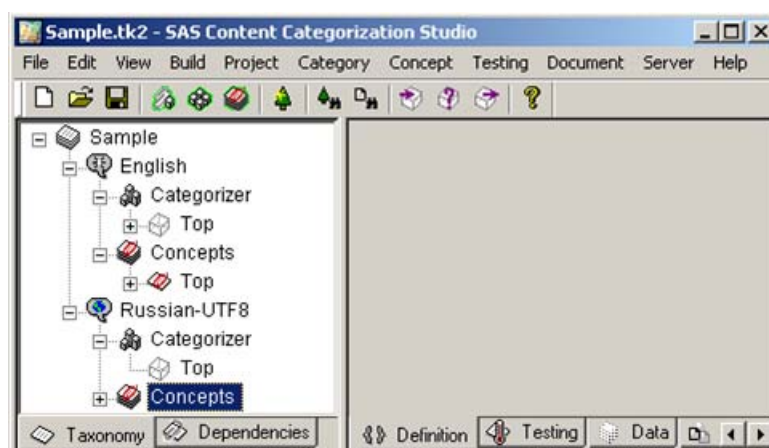 Sample.tk2 - SAS Content Categorization Studio
File Edit View Build Project Category Concept Testing Document Server Help
Sample
English
Categorizer
Top
Concepts
Top
Russian-UTF8
Categorizer
Top
Concepts
Taxonomy Dependencies Definition Testing Data